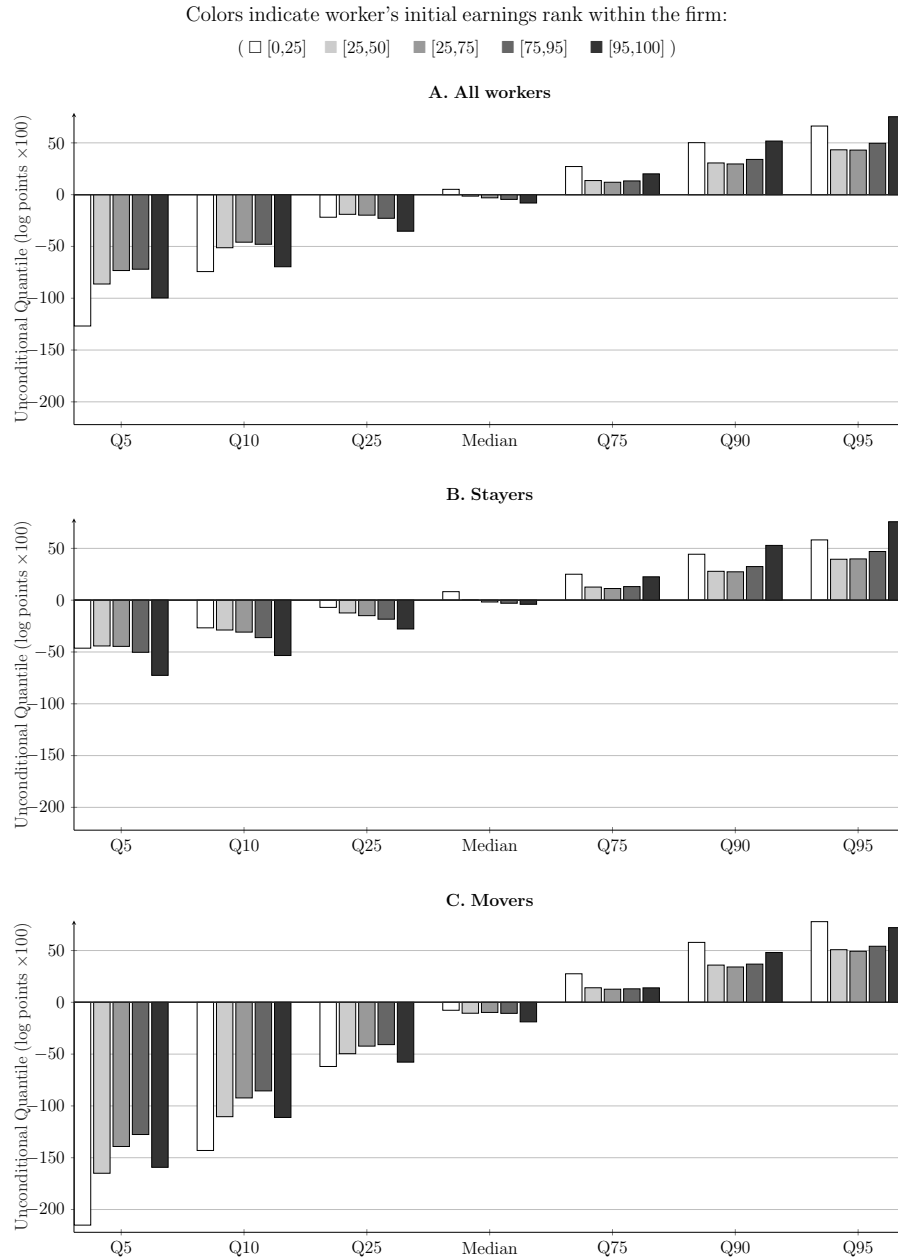 Colors indicate worker's initial earnings rank within the firm:
( [0,25] [25,50] [25,75] [75,95] [95,100] )
A. All workers
Unconditional Quantile (log points ×100)
50
0
−50
−100
−150
−200
Q5 Q10 Q25 Median Q75 Q90 Q95
B. Stayers
Unconditional Quantile (log points ×100)
50
0
−50
−100
−150
−200
Q5 Q10 Q25 Median Q75 Q90 Q95
C. Movers
Unconditional Quantile (log points ×100)
50
0
−50
−100
−150
−200
Q5 Q10 Q25 Median Q75 Q90 Q95